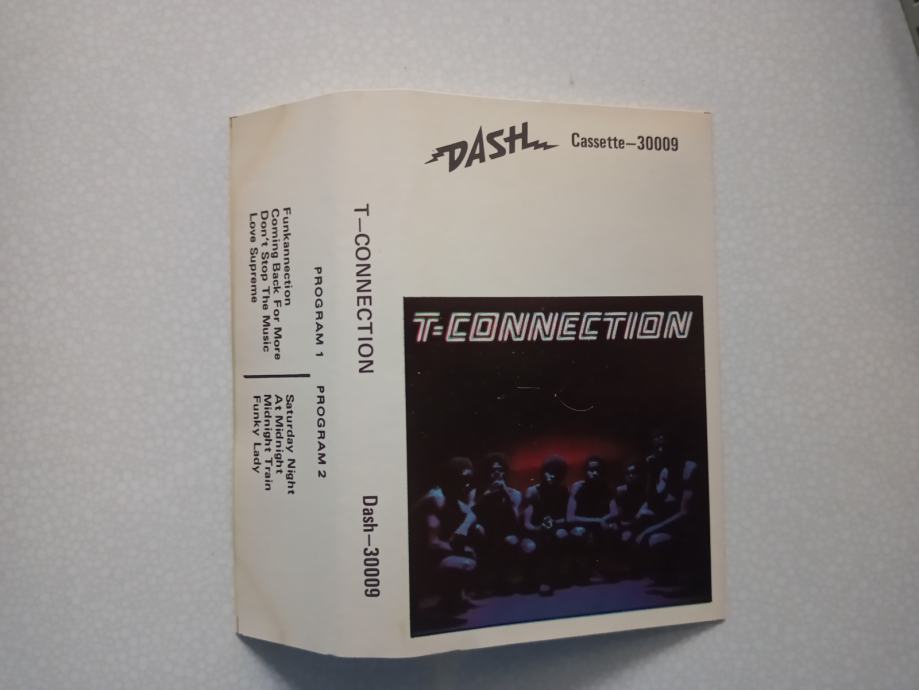 DASH
Cassette–30009
T-CONNECTION
T–CONNECTION
Dash–30009
PROGRAM 1
Funkannection
Coming Back For More
Don't Stop The Music
Love Supreme
PROGRAM 2
Saturday Night
At Midnight
Midnight Train
Funky Lady